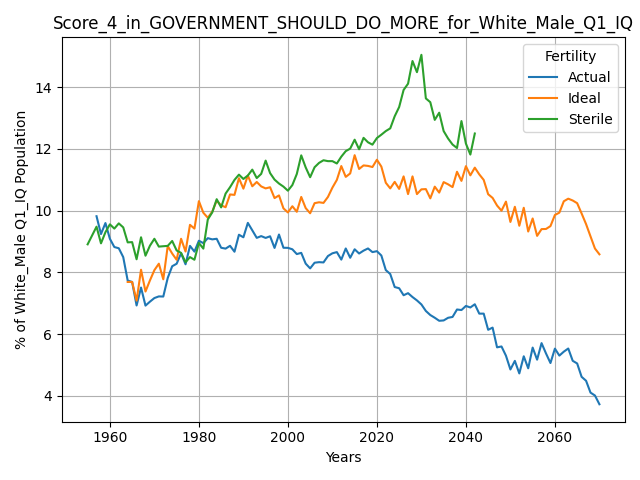 Score_4_in_GOVERNMENT_SHOULD_DO_MORE_for_White_Male_Q1_IQ
% of White_Male Q1_IQ Population
14
12
10
8
6
4
Fertility
Actual
Ideal
Sterile
1960 1980 2000 2020 2040 2060
Years